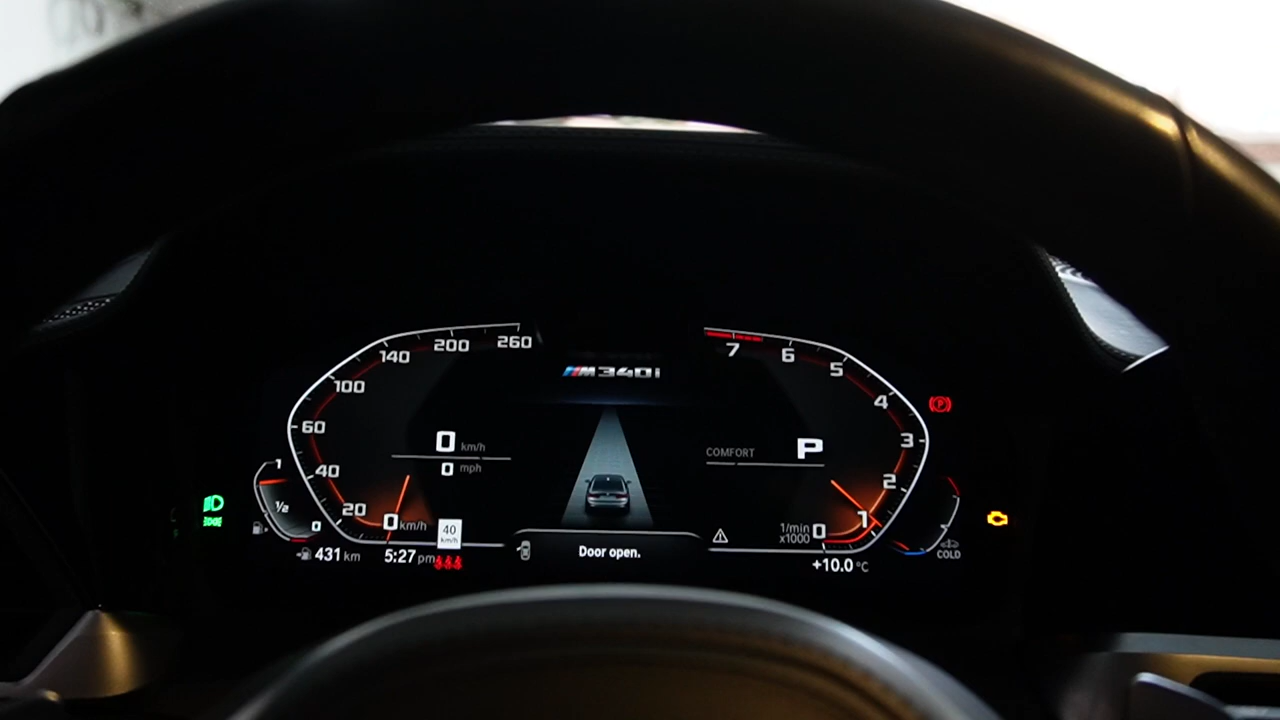 260
200
140
100
60
40
20
0 km/h
0 km/h
0 mph
1
½
0
431 km
5:27 pm
40
km/h
M340i
Door open.
COMFORT
P
7
6
5
4
3
2
1
0
1/min
x1000
+10.0 °C
COLD
(P)